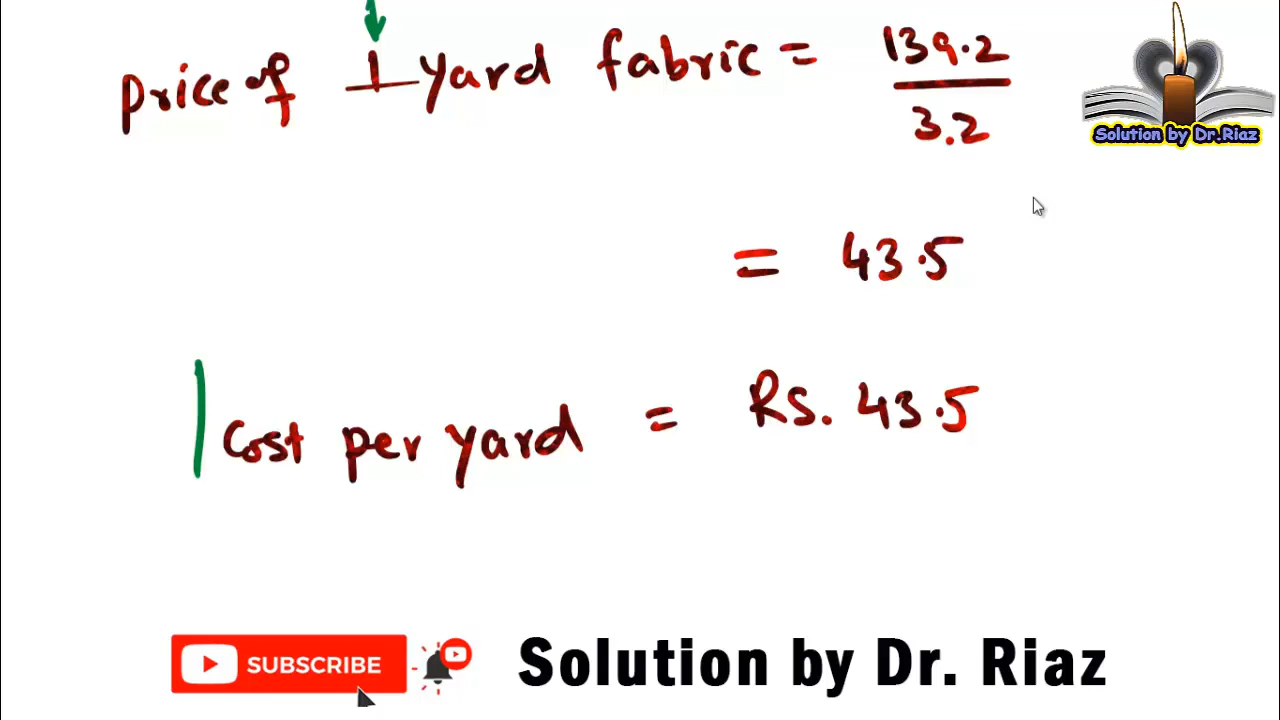 price of 1 yard fabric = 139.2
3.2
Solution by Dr.Riaz
= 43.5
Cost per yard = RS. 43.5
SUBSCRIBE
Solution by Dr. Riaz